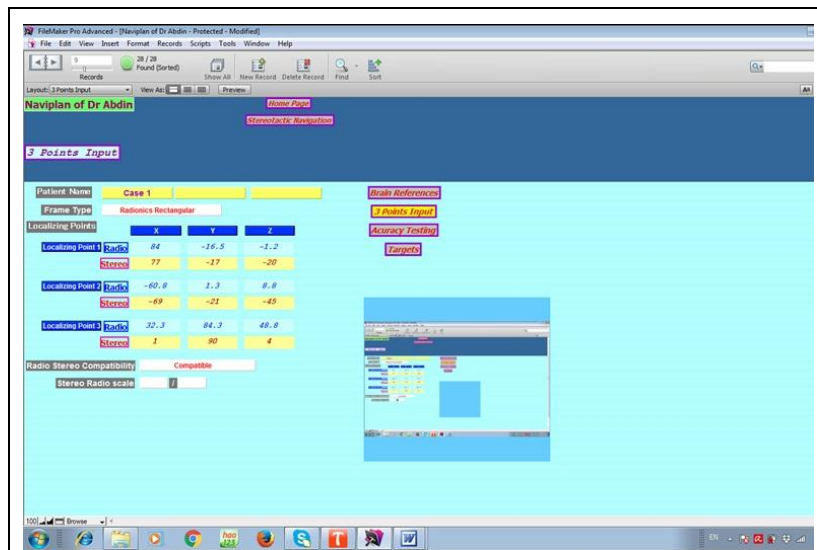 FileMaker Pro Advanced - [Naviplan of Dr Abdin - Protected - Modified]
File Edit View Insert Format Records Scripts Tools Window Help
9
28 / 28
Found (Sorted)
Records Show All New Record Delete Record Find Sort
Layout: 3 Points Input View As: Preview Aa
Naviplan of Dr Abdin
Home Page
Stereotactic Navigation
3 Points Input
Patient Name Case 1
Brain References
Frame Type Radionics Rectangular
3 Points Input
Localizing Points X Y Z
Acuracy Testing
Localizing Point 1 Radio 84 -16.5 -1.2
Targets
Stereo 77 -17 -20
Localizing Point 2 Radio -60.8 1.3 8.8
Stereo -69 -21 -45
Localizing Point 3 Radio 32.3 84.3 48.8
Stereo 1 90 4
Radio Stereo Compatibility Compatible
Stereo Radio scale /
100 Browse
hao
123
EN